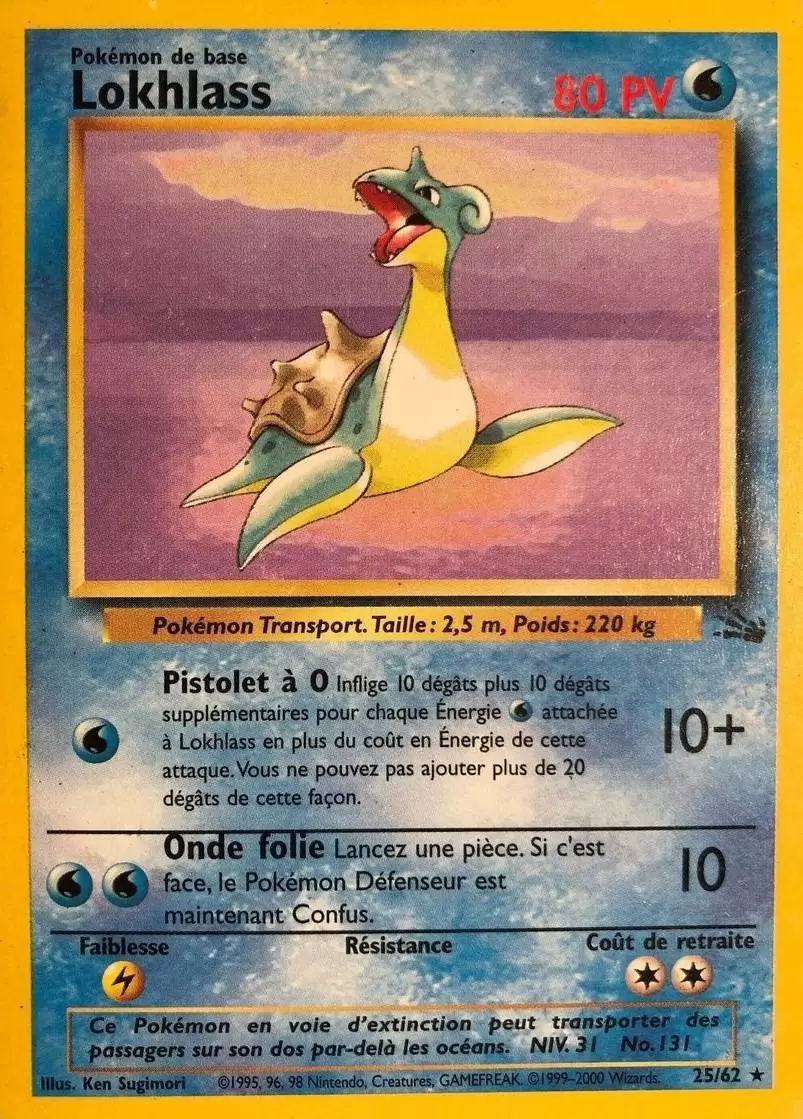 Pokémon de base
Lokhlass
80 PV
Pokémon Transport. Taille: 2,5 m, Poids: 220 kg
Pistolet à O Inflige 10 dégâts plus 10 dégâts
supplémentaires pour chaque Énergie attachée
à Lokhlass en plus du coût en Énergie de cette
attaque. Vous ne pouvez pas ajouter plus de 20
dégâts de cette façon.
10+
Onde folie Lancez une pièce. Si c'est
face, le Pokémon Défenseur est
maintenant Confus.
10
Faiblesse Résistance Coût de retraite
Ce Pokémon en voie d'extinction peut transporter des
passagers sur son dos par-delà les océans. NIV. 31 No. 131
Illus. Ken Sugimori ©1995, 96, 98 Nintendo, Creatures, GAMEFREAK. ©1999-2000 Wizards. 25/62 ★